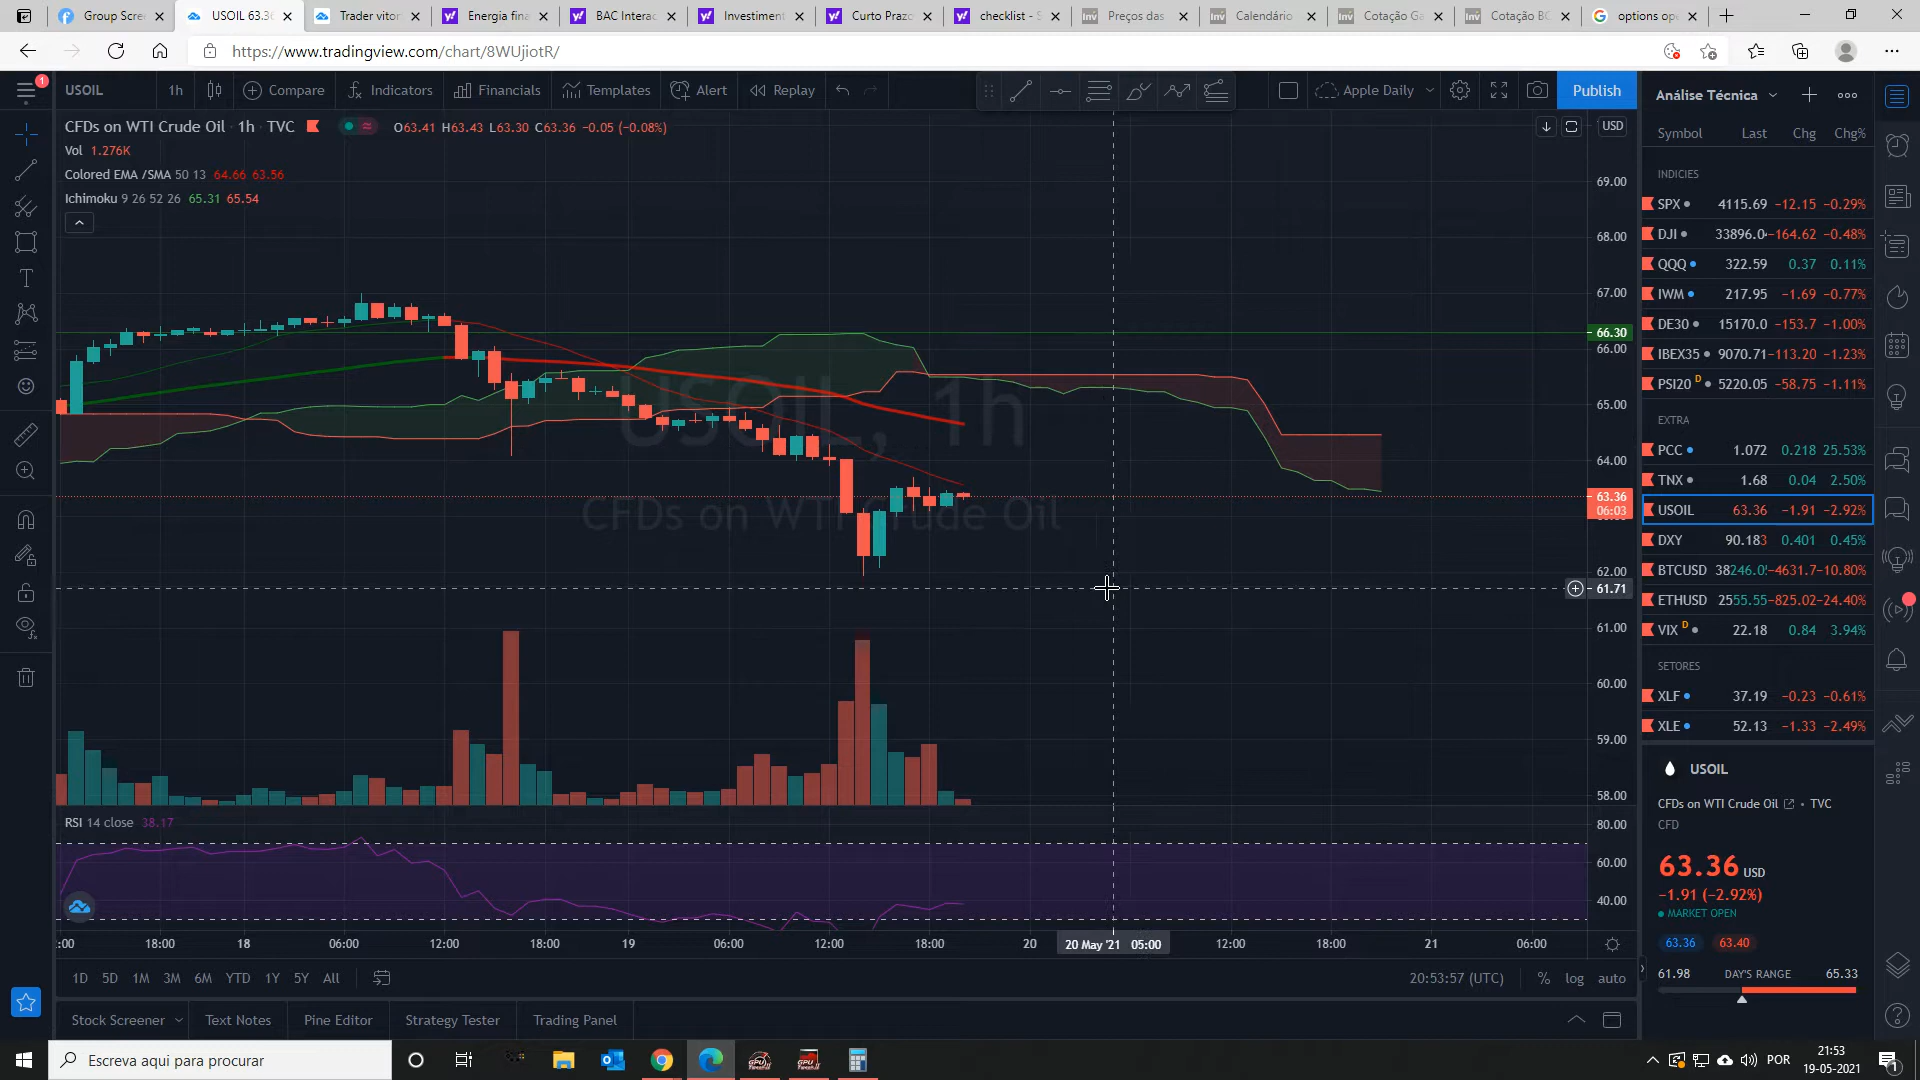 Group Scree
USOIL 63.36
Trader vitor
Energia fina
BAC Interac
Investiment
Curto Prazo
checklist - S
Preços das
Calendário
Cotação Ga
Cotação BC
options ope
https://www.tradingview.com/chart/8WUjiotR/
1
USOIL 1h Compare Indicators Financials Templates Alert Replay Apple Daily Publish
CFDs on WTI Crude Oil · 1h · TVC O63.41 H63.43 L63.30 C63.36 −0.05 (−0.08%)
Vol 1.276K
Colored EMA /SMA 50 13 64.66 63.56
Ichimoku 9 26 52 26 65.31 65.54
USOIL, 1h
CFDs on WTI Crude Oil
USD
69.00
68.00
67.00
66.30
66.00
65.00
64.00
63.36
06:03
62.00
61.71
61.00
60.00
59.00
58.00
RSI 14 close 38.17
80.00
60.00
40.00
:00 18:00 18 06:00 12:00 18:00 19 06:00 12:00 18:00 20 20 May '21 05:00 12:00 18:00 21 06:00
1D 5D 1M 3M 6M YTD 1Y 5Y All 20:53:57 (UTC) % log auto
Stock Screener Text Notes Pine Editor Strategy Tester Trading Panel
Análise Técnica
Symbol Last Chg Chg%
INDICIES
SPX 4115.69 −12.15 −0.29%
DJI 33896.0 −164.62 −0.48%
QQQ 322.59 0.37 0.11%
IWM 217.95 −1.69 −0.77%
DE30 15170.0 −153.7 −1.00%
IBEX35 9070.71 −113.20 −1.23%
PSI20 D 5220.05 −58.75 −1.11%
EXTRA
PCC 1.072 0.218 25.53%
TNX 1.68 0.04 2.50%
USOIL 63.36 −1.91 −2.92%
DXY 90.183 0.401 0.45%
BTCUSD 38246.0 −4631.7 −10.80%
ETHUSD 2555.55 −825.02 −24.40%
VIX D 22.18 0.84 3.94%
SETORES
XLF 37.19 −0.23 −0.61%
XLE 52.13 −1.33 −2.49%
USOIL
CFDs on WTI Crude Oil · TVC
CFD
63.36 USD
−1.91 (−2.92%)
MARKET OPEN
63.36 63.40
61.98 DAY'S RANGE 65.33
Escreva aqui para procurar
POR
21:53
19-05-2021
1